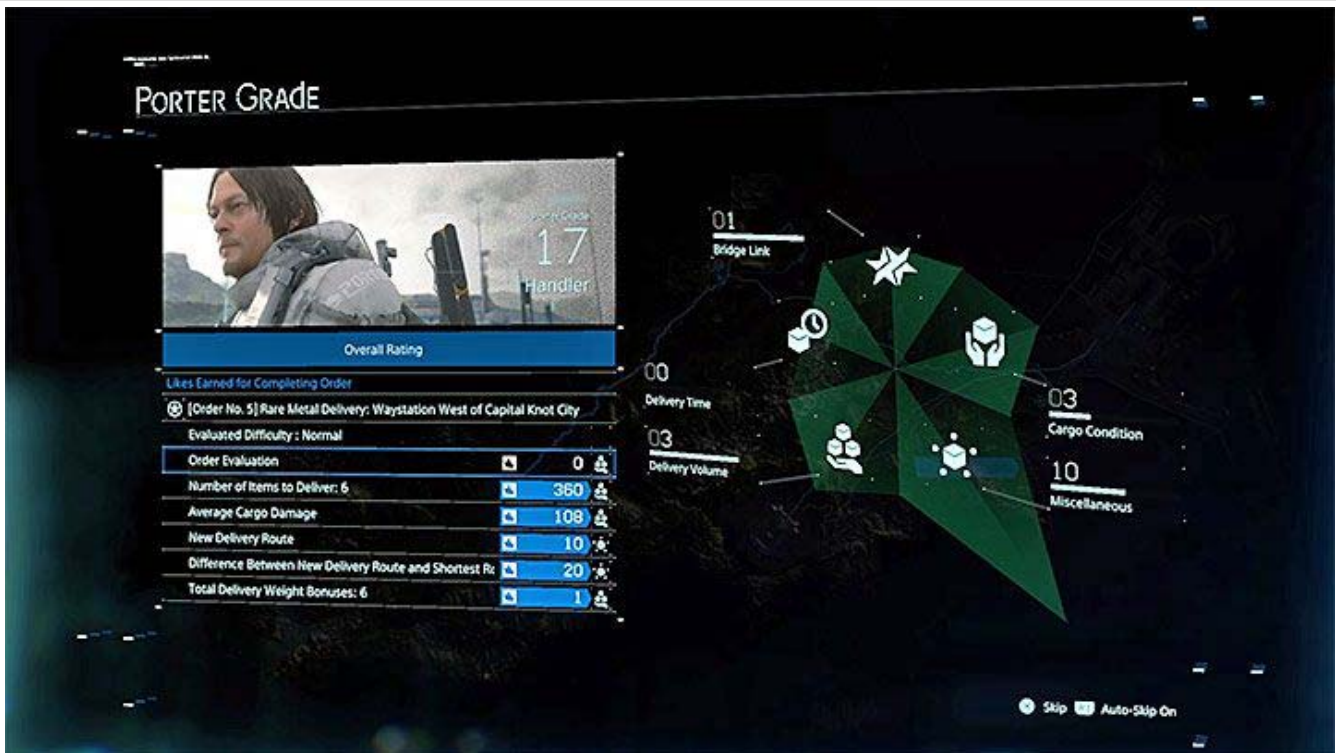 PORTER GRADE
Porter Grade
17
Handler
Overall Rating
Likes Earned for Completing Order
[Order No. 5] Rare Metal Delivery: Waystation West of Capital Knot City
Evaluated Difficulty : Normal
Order Evaluation 0
Number of Items to Deliver: 6 360
Average Cargo Damage 108
New Delivery Route 10
Difference Between New Delivery Route and Shortest Ro 20
Total Delivery Weight Bonuses: 6 1
01
Bridge Link
00
Delivery Time
03
Delivery Volume
03
Cargo Condition
10
Miscellaneous
Skip Auto-Skip On